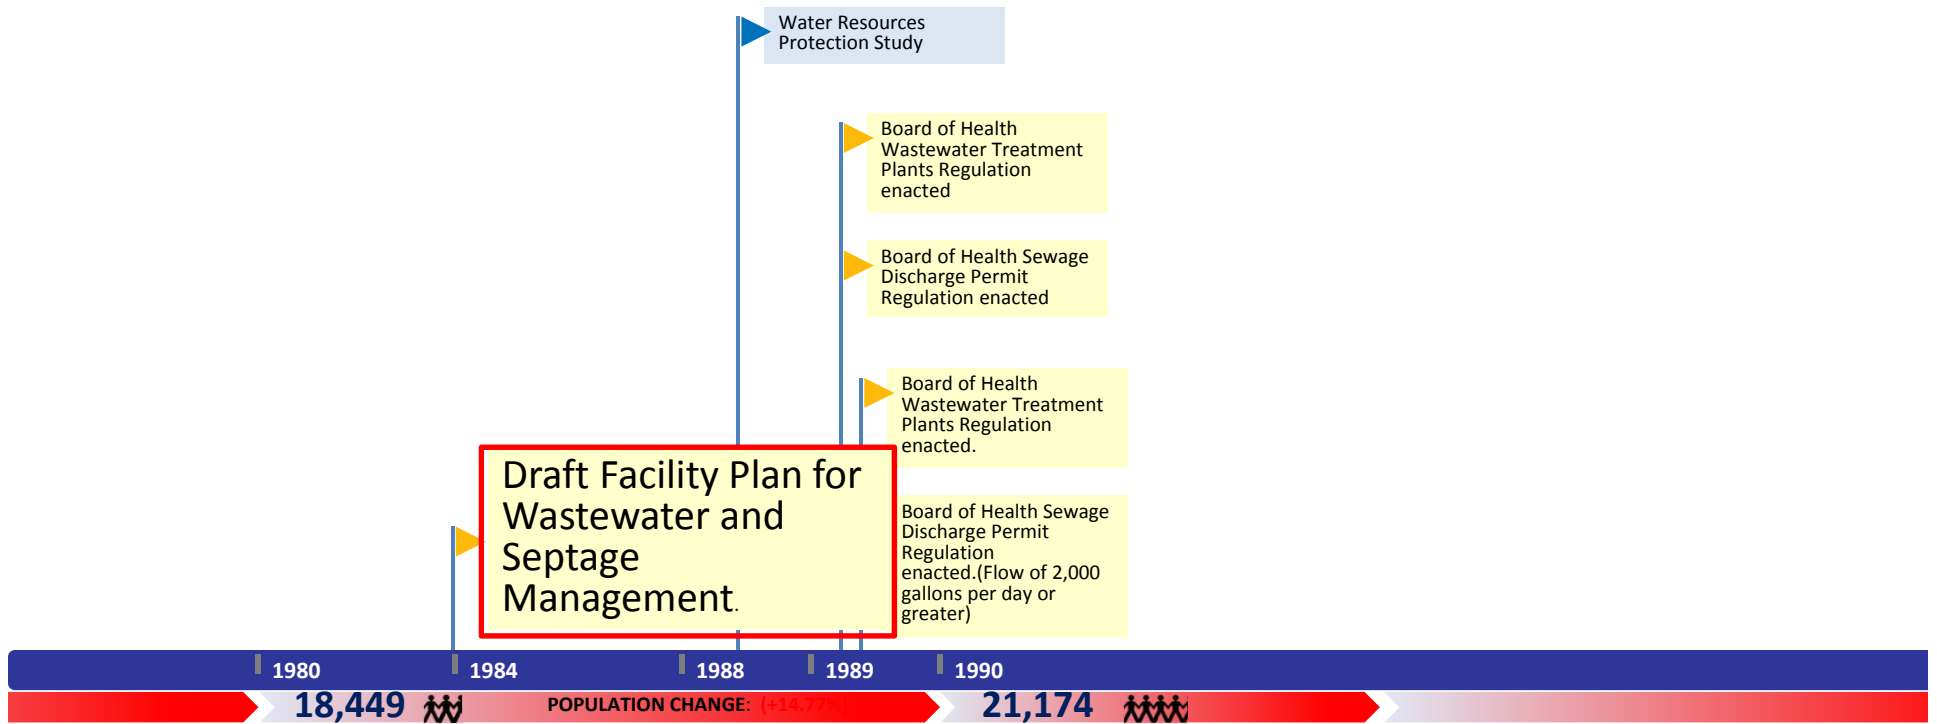 Water Resources
Protection Study
Board of Health
Wastewater Treatment
Plants Regulation
enacted
Board of Health Sewage
Discharge Permit
Regulation enacted
Board of Health
Wastewater Treatment
Plants Regulation
enacted.
Draft Facility Plan for
Wastewater and
Septage
Management.
Board of Health Sewage
Discharge Permit
Regulation
enacted.(Flow of 2,000
gallons per day or
greater)
1980 1984 1988 1989 1990
18,449 POPULATION CHANGE: (+14.77%) 21,174